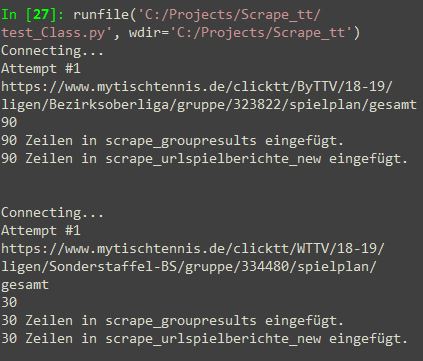 In [27]: runfile('C:/Projects/Scrape_tt/
test_Class.py', wdir='C:/Projects/Scrape_tt')
Connecting...
Attempt #1
https://www.mytischtennis.de/clicktt/ByTTV/18-19/
ligen/Bezirksoberliga/gruppe/323822/spielplan/gesamt
90
90 Zeilen in scrape_groupresults eingefügt.
90 Zeilen in scrape_urlspielberichte_new eingefügt.
Connecting...
Attempt #1
https://www.mytischtennis.de/clicktt/WTTV/18-19/
ligen/Sonderstaffel-BS/gruppe/334480/spielplan/
gesamt
30
30 Zeilen in scrape_groupresults eingefügt.
30 Zeilen in scrape_urlspielberichte_new eingefügt.